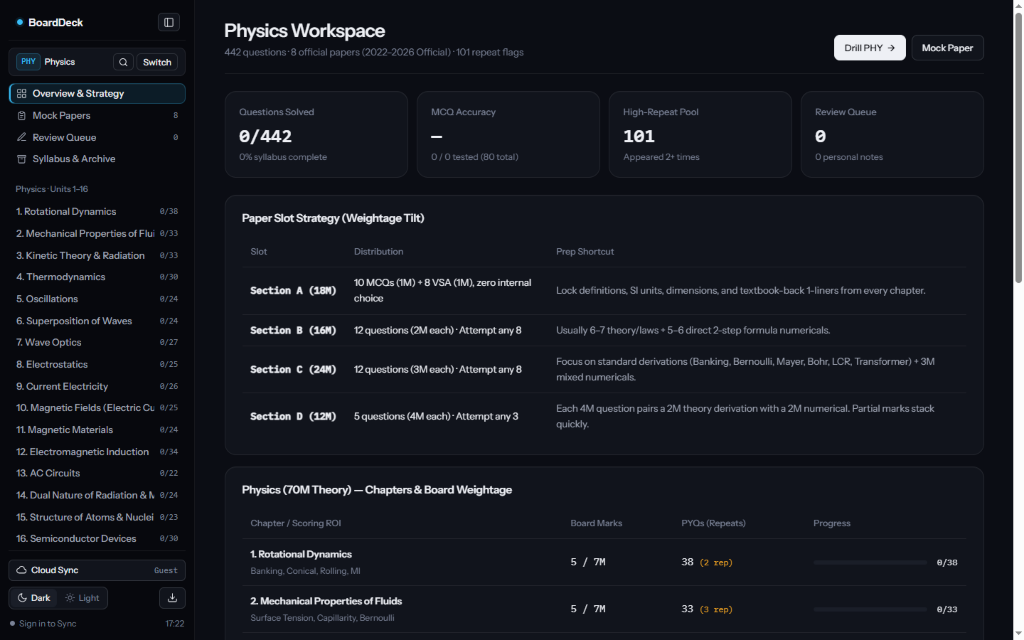 BoardDeck
PHY Physics Switch
Overview & Strategy
Mock Papers 8
Review Queue 0
Syllabus & Archive
Physics · Units 1–16
1. Rotational Dynamics 0/38
2. Mechanical Properties of Flui 0/33
3. Kinetic Theory & Radiation 0/33
4. Thermodynamics 0/30
5. Oscillations 0/24
6. Superposition of Waves 0/24
7. Wave Optics 0/27
8. Electrostatics 0/25
9. Current Electricity 0/26
10. Magnetic Fields (Electric Cu 0/25
11. Magnetic Materials 0/24
12. Electromagnetic Induction 0/34
13. AC Circuits 0/22
14. Dual Nature of Radiation & M 0/24
15. Structure of Atoms & Nuclei 0/23
16. Semiconductor Devices 0/30
Cloud Sync Guest
Dark Light
Sign in to Sync 17:22
Physics Workspace
442 questions · 8 official papers (2022-2026 Official) · 101 repeat flags
Drill PHY → Mock Paper
Questions Solved
0/442
0% syllabus complete
MCQ Accuracy
—
0 / 0 tested (80 total)
High-Repeat Pool
101
Appeared 2+ times
Review Queue
0
0 personal notes
Paper Slot Strategy (Weightage Tilt)
Slot Distribution Prep Shortcut
Section A (18M) 10 MCQs (1M) + 8 VSA (1M), zero internal choice Lock definitions, SI units, dimensions, and textbook-back 1-liners from every chapter.
Section B (16M) 12 questions (2M each) · Attempt any 8 Usually 6-7 theory/laws + 5-6 direct 2-step formula numericals.
Section C (24M) 12 questions (3M each) · Attempt any 8 Focus on standard derivations (Banking, Bernoulli, Mayer, Bohr, LCR, Transformer) + 3M mixed numericals.
Section D (12M) 5 questions (4M each) · Attempt any 3 Each 4M question pairs a 2M theory derivation with a 2M numerical. Partial marks stack quickly.
Physics (70M Theory) — Chapters & Board Weightage
Chapter / Scoring ROI Board Marks PYQs (Repeats) Progress
1. Rotational Dynamics 5 / 7M 38 (2 rep) 0/38
Banking, Conical, Rolling, MI
2. Mechanical Properties of Fluids 5 / 7M 33 (3 rep) 0/33
Surface Tension, Capillarity, Bernoulli